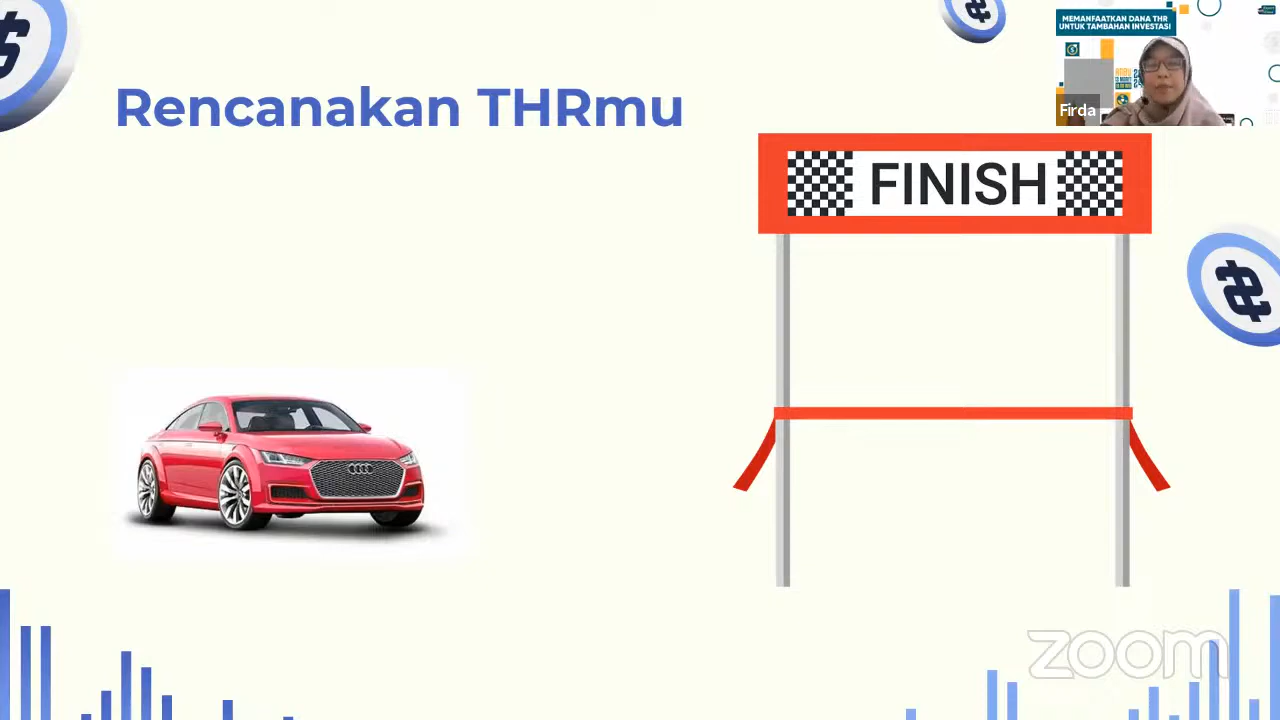 Rencanakan THRmu
MEMANFAATKAN DANA THR
UNTUK TAMBAHAN INVESTASI
Firda
FINISH
zoom